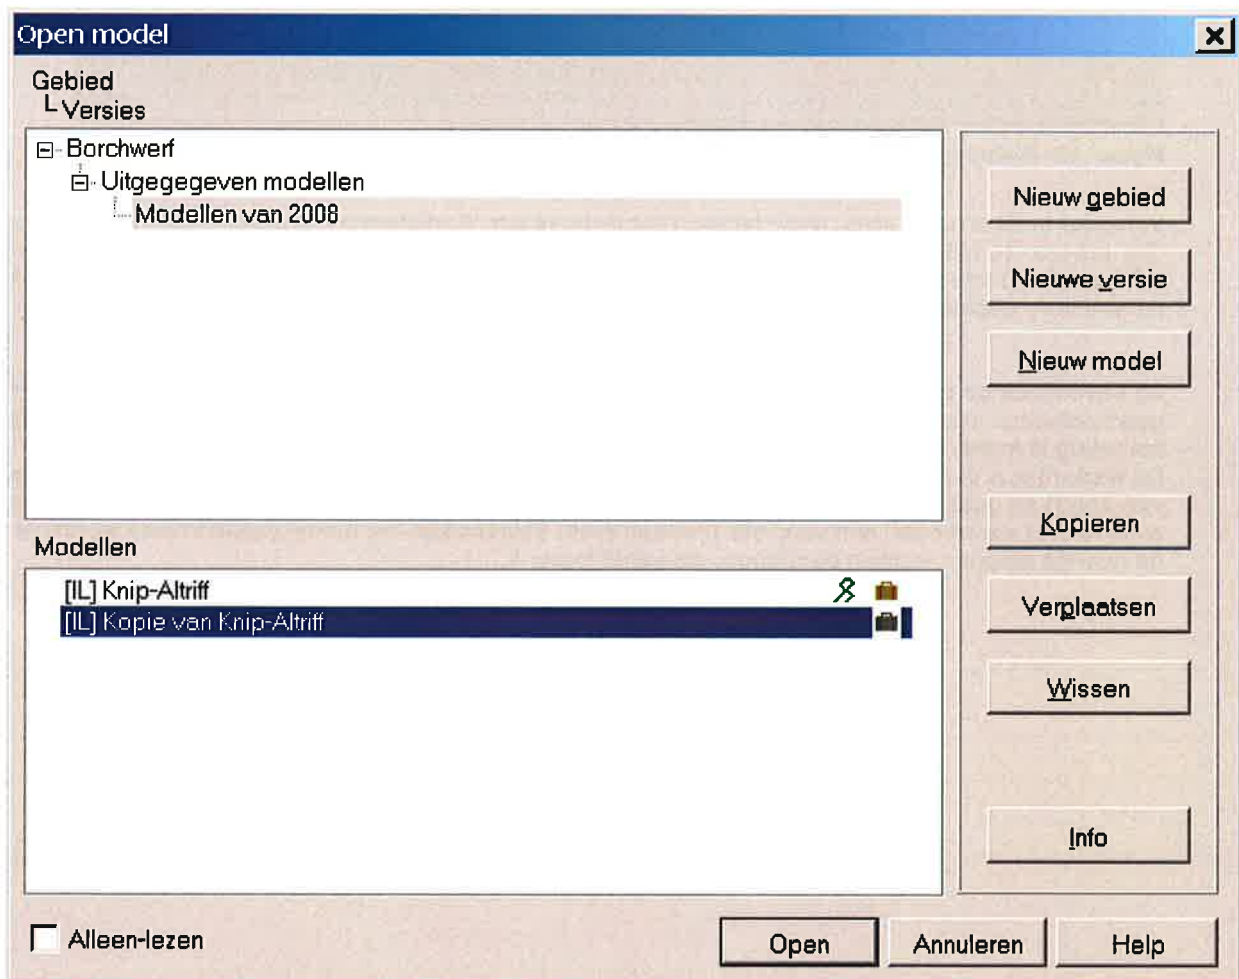 Open model
Gebied
Versies
Borchwerf
Uitgegegeven modellen
Modellen van 2008
Nieuw gebied
Nieuwe versie
Nieuw model
Kopieren
Verplaatsen
Wissen
Info
Modellen
[IL] Knip-Altriff
[IL] Kopie van Knip-Altriff
Alleen-lezen
Open
Annuleren
Help